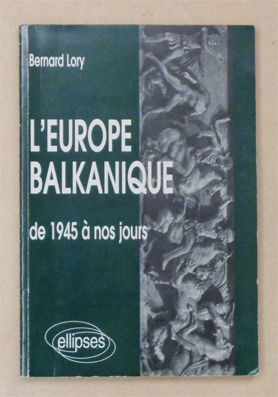 Bernard Lory
L'EUROPE
BALKANIQUE
de 1945 à nos jours
ellipses